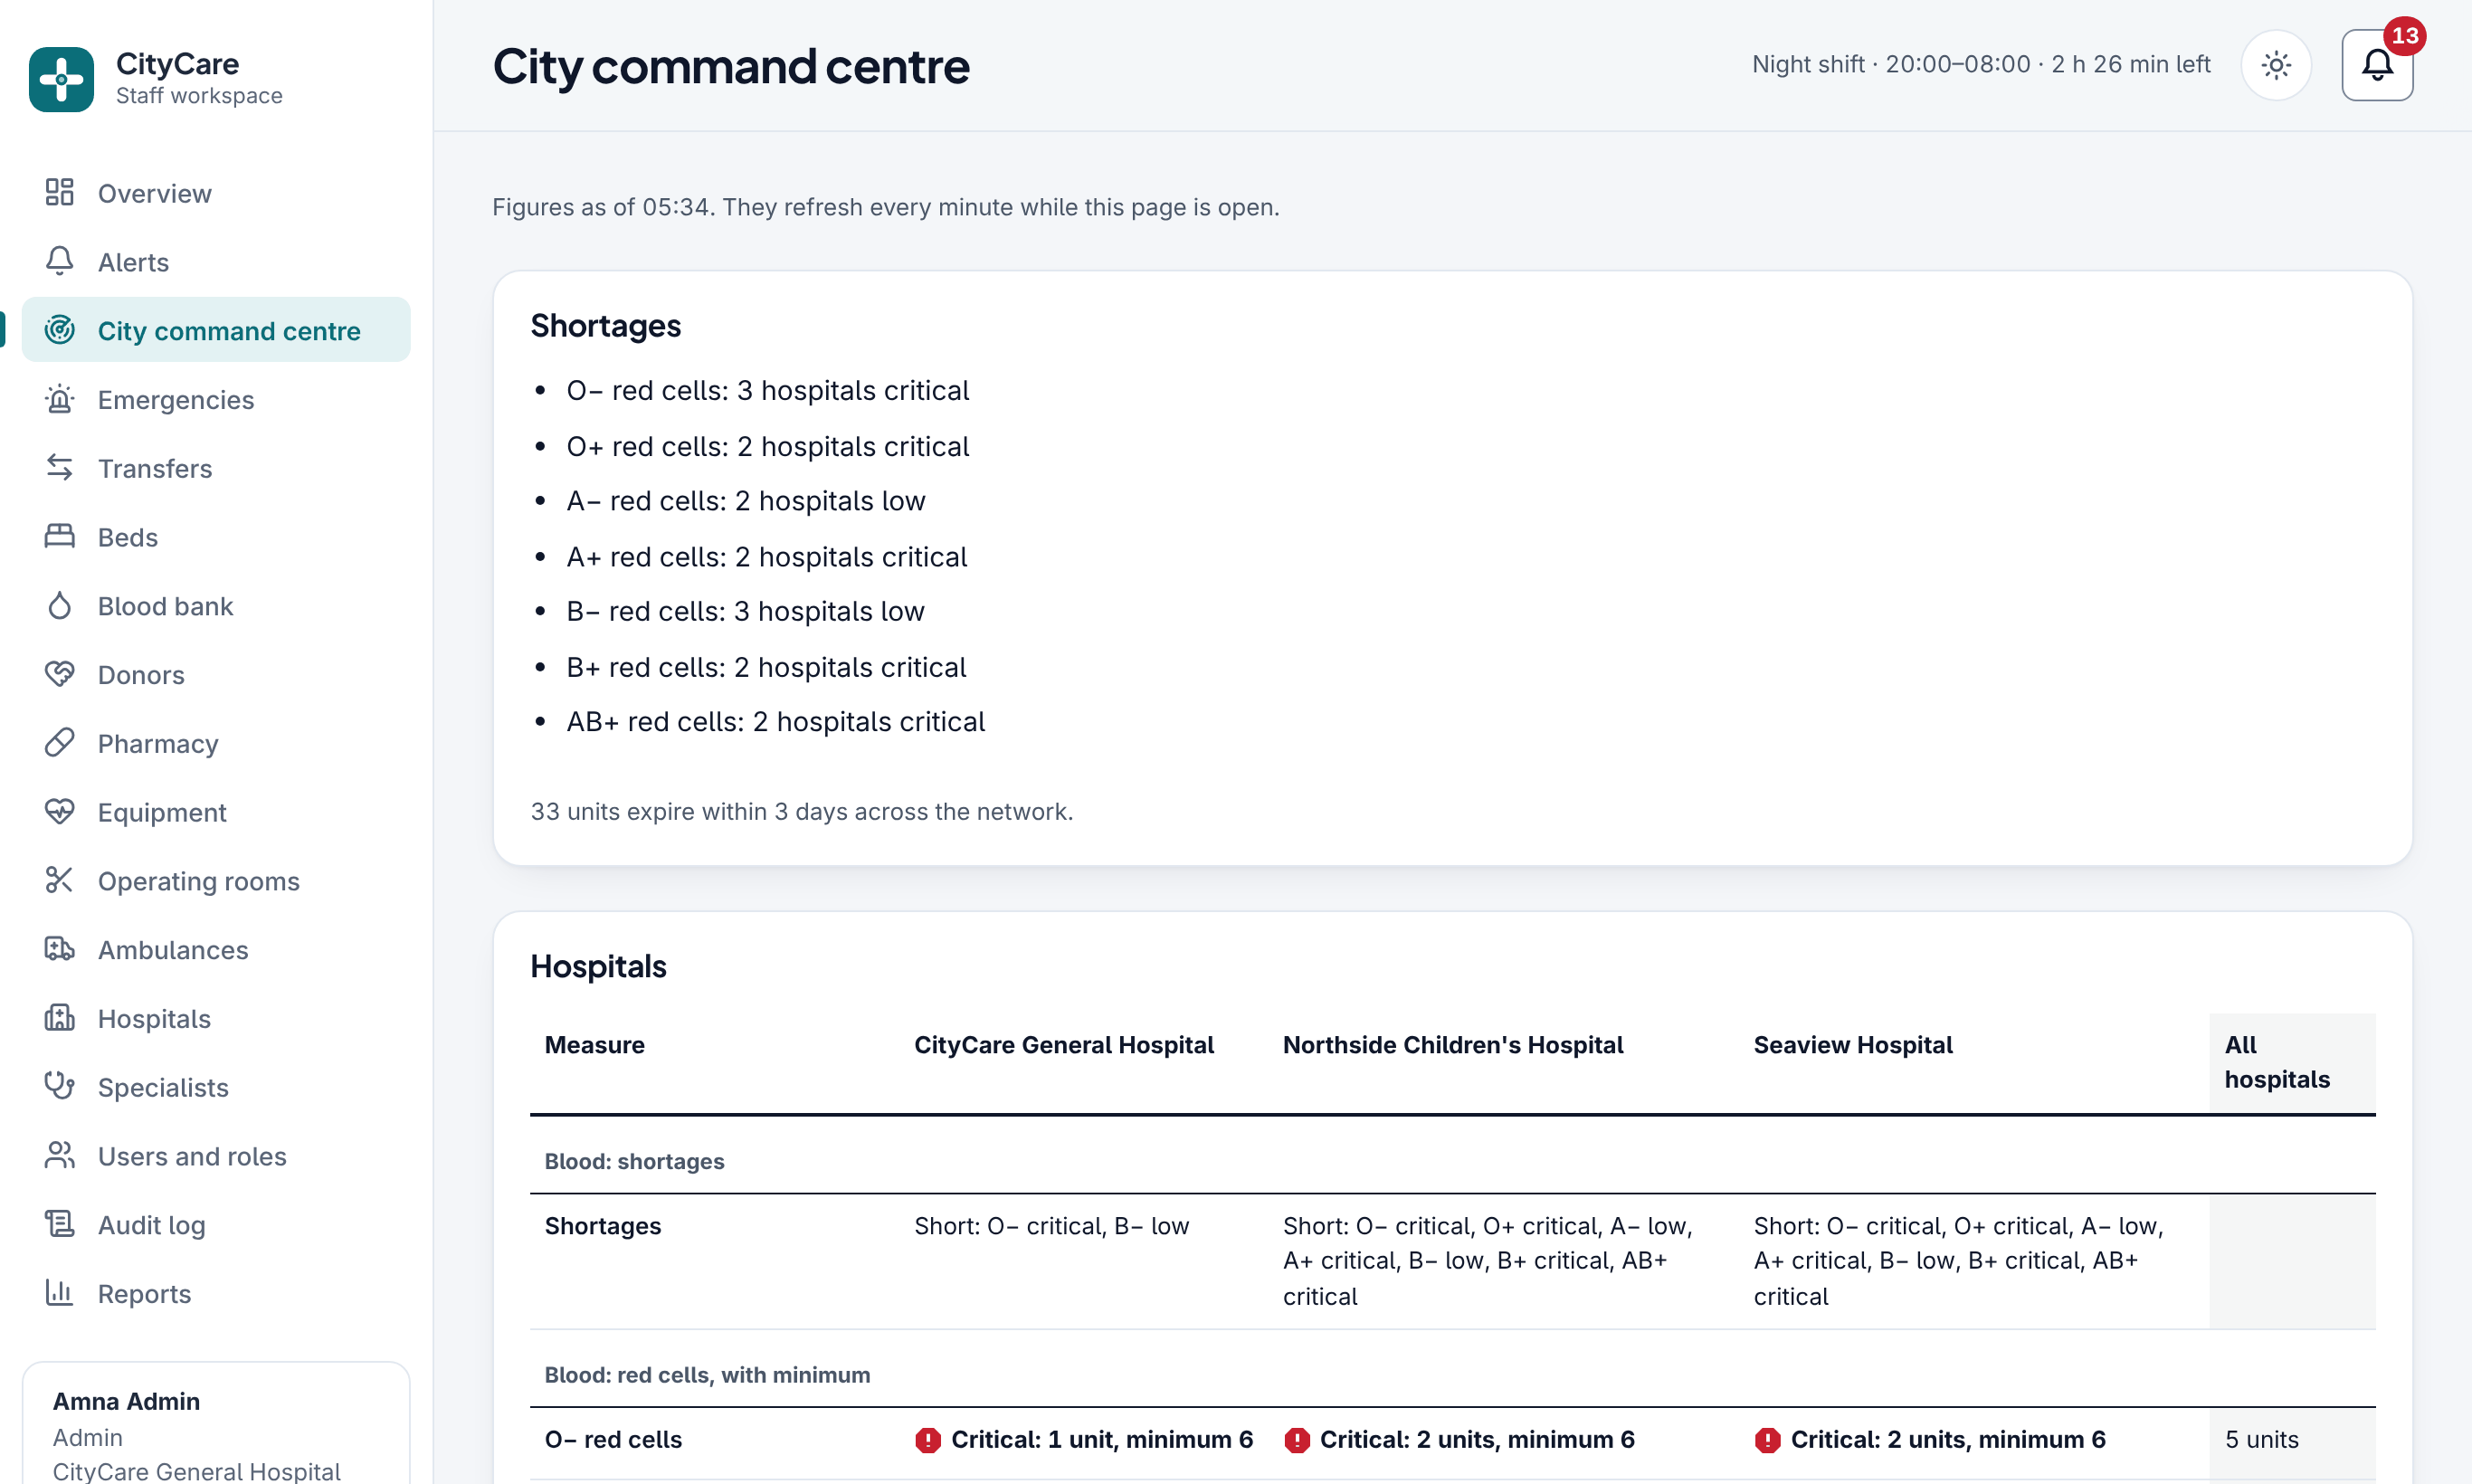 CityCare
Staff workspace
Overview
Alerts
City command centre
Emergencies
Transfers
Beds
Blood bank
Donors
Pharmacy
Equipment
Operating rooms
Ambulances
Hospitals
Specialists
Users and roles
Audit log
Reports
Amna Admin
Admin
CityCare General Hospital
City command centre
Night shift · 20:00–08:00 · 2 h 26 min left
13
Figures as of 05:34. They refresh every minute while this page is open.
Shortages
• O− red cells: 3 hospitals critical
• O+ red cells: 2 hospitals critical
• A− red cells: 2 hospitals low
• A+ red cells: 2 hospitals critical
• B− red cells: 3 hospitals low
• B+ red cells: 2 hospitals critical
• AB+ red cells: 2 hospitals critical
33 units expire within 3 days across the network.
Hospitals
Measure CityCare General Hospital Northside Children's Hospital Seaview Hospital All
hospitals
Blood: shortages
Shortages Short: O− critical, B− low Short: O− critical, O+ critical, A− low, Short: O− critical, O+ critical, A− low,
A+ critical, B− low, B+ critical, AB+ A+ critical, B− low, B+ critical, AB+
critical critical
Blood: red cells, with minimum
O− red cells Critical: 1 unit, minimum 6 Critical: 2 units, minimum 6 Critical: 2 units, minimum 6 5 units